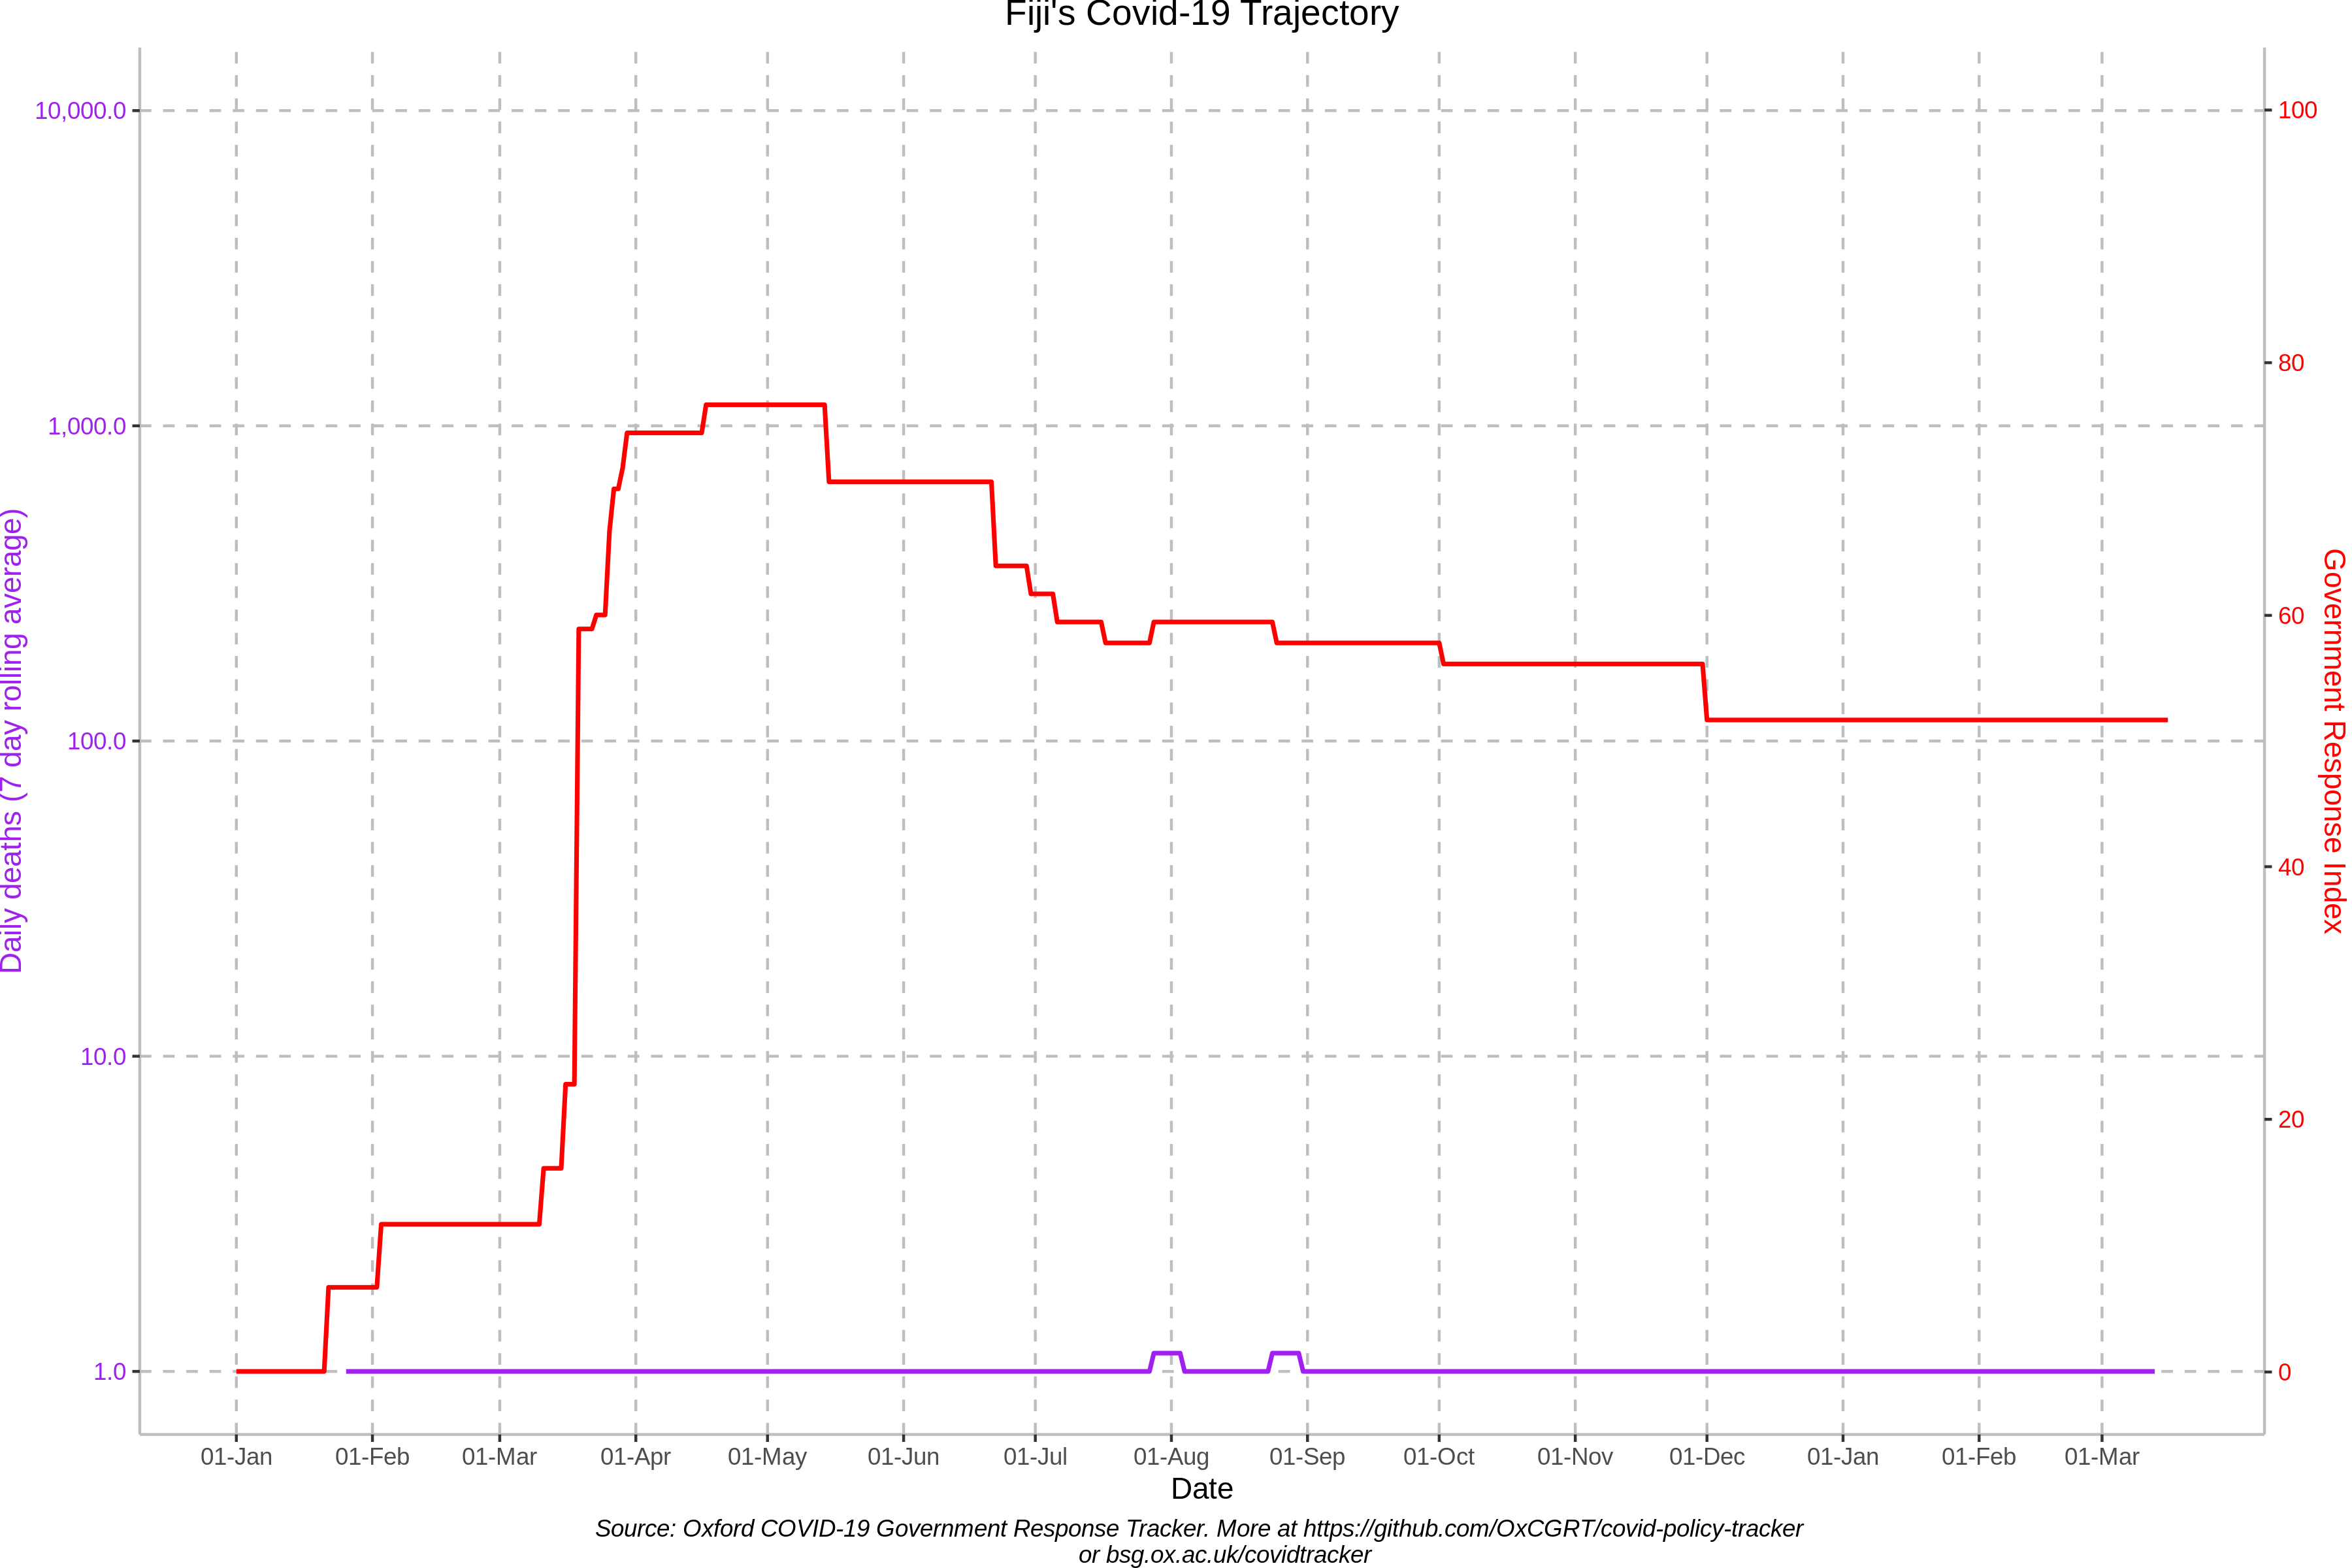 Fiji's Covid-19 Trajectory
10,000.0
1,000.0
100.0
10.0
1.0
Daily deaths (7 day rolling average)
100
80
60
40
20
0
Government Response Index
01-Jan 01-Feb 01-Mar 01-Apr 01-May 01-Jun 01-Jul 01-Aug 01-Sep 01-Oct 01-Nov 01-Dec 01-Jan 01-Feb 01-Mar
Date
Source: Oxford COVID-19 Government Response Tracker. More at https://github.com/OxCGRT/covid-policy-tracker
or bsg.ox.ac.uk/covidtracker